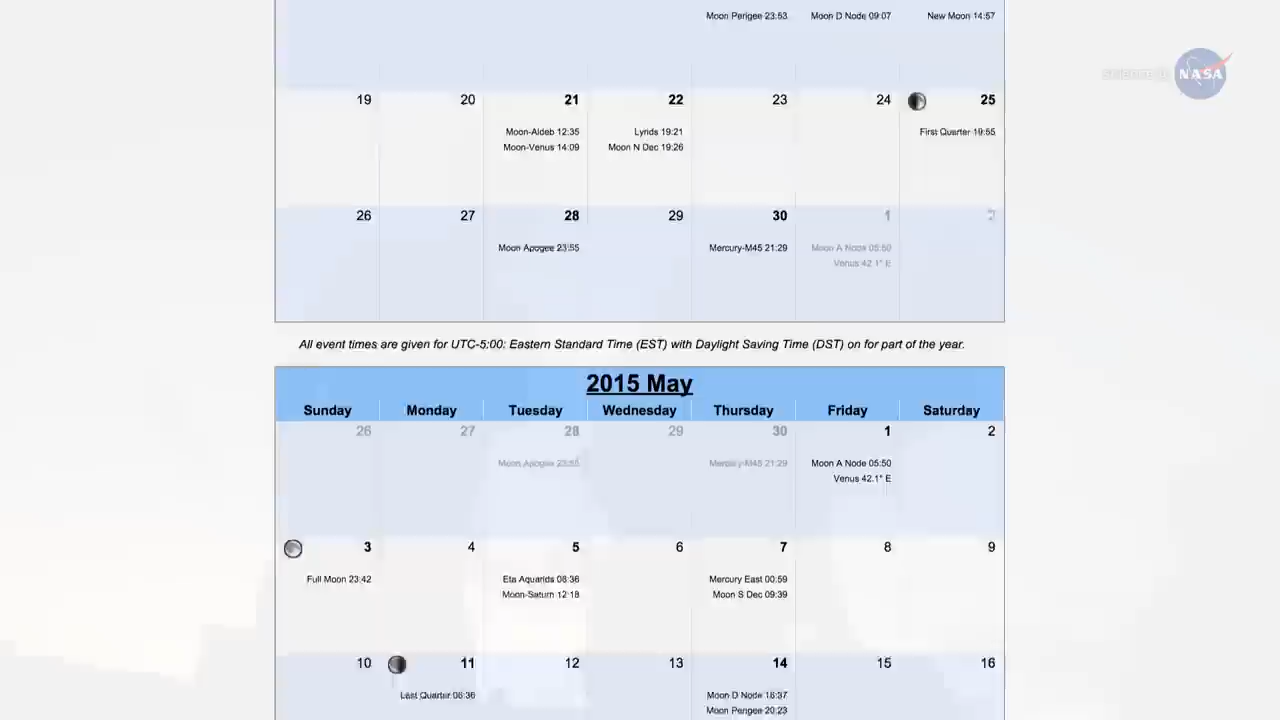 Moon Perigee 23:53 Moon D Node 09:07 New Moon 14:57
science@ NASA
19 20 21 22 23 24 25
Moon-Aldeb 12:35 Lyrids 19:21 First Quarter 19:55
Moon-Venus 14:09 Moon N Dec 19:26
26 27 28 29 30 1 2
Moon Apogee 23:55 Mercury-M45 21:29 Moon A Node 05:50
Venus 42.1° E
All event times are given for UTC-5:00: Eastern Standard Time (EST) with Daylight Saving Time (DST) on for part of the year.
2015 May
Sunday Monday Tuesday Wednesday Thursday Friday Saturday
26 27 28 29 30 1 2
Moon Apogee 23:55 Mercury-M45 21:29 Moon A Node 05:50
Venus 42.1° E
3 4 5 6 7 8 9
Full Moon 23:42 Eta Aquarids 08:36 Mercury East 00:59
Moon-Saturn 12:18 Moon S Dec 09:39
10 11 12 13 14 15 16
Last Quarter 06:36 Moon D Node 18:37
Moon Perigee 20:23